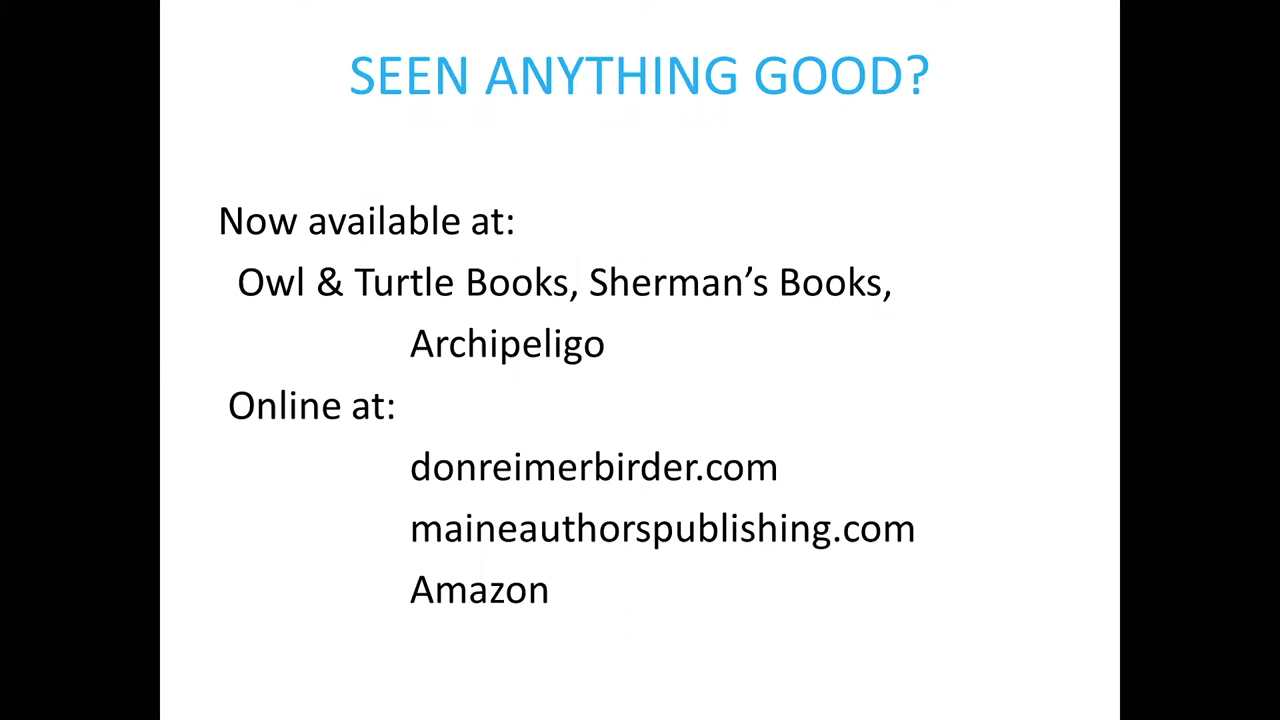 SEEN ANYTHING GOOD?
Now available at:
Owl & Turtle Books, Sherman’s Books,
Archipeligo
Online at:
donreimerbirder.com
maineauthorspublishing.com
Amazon